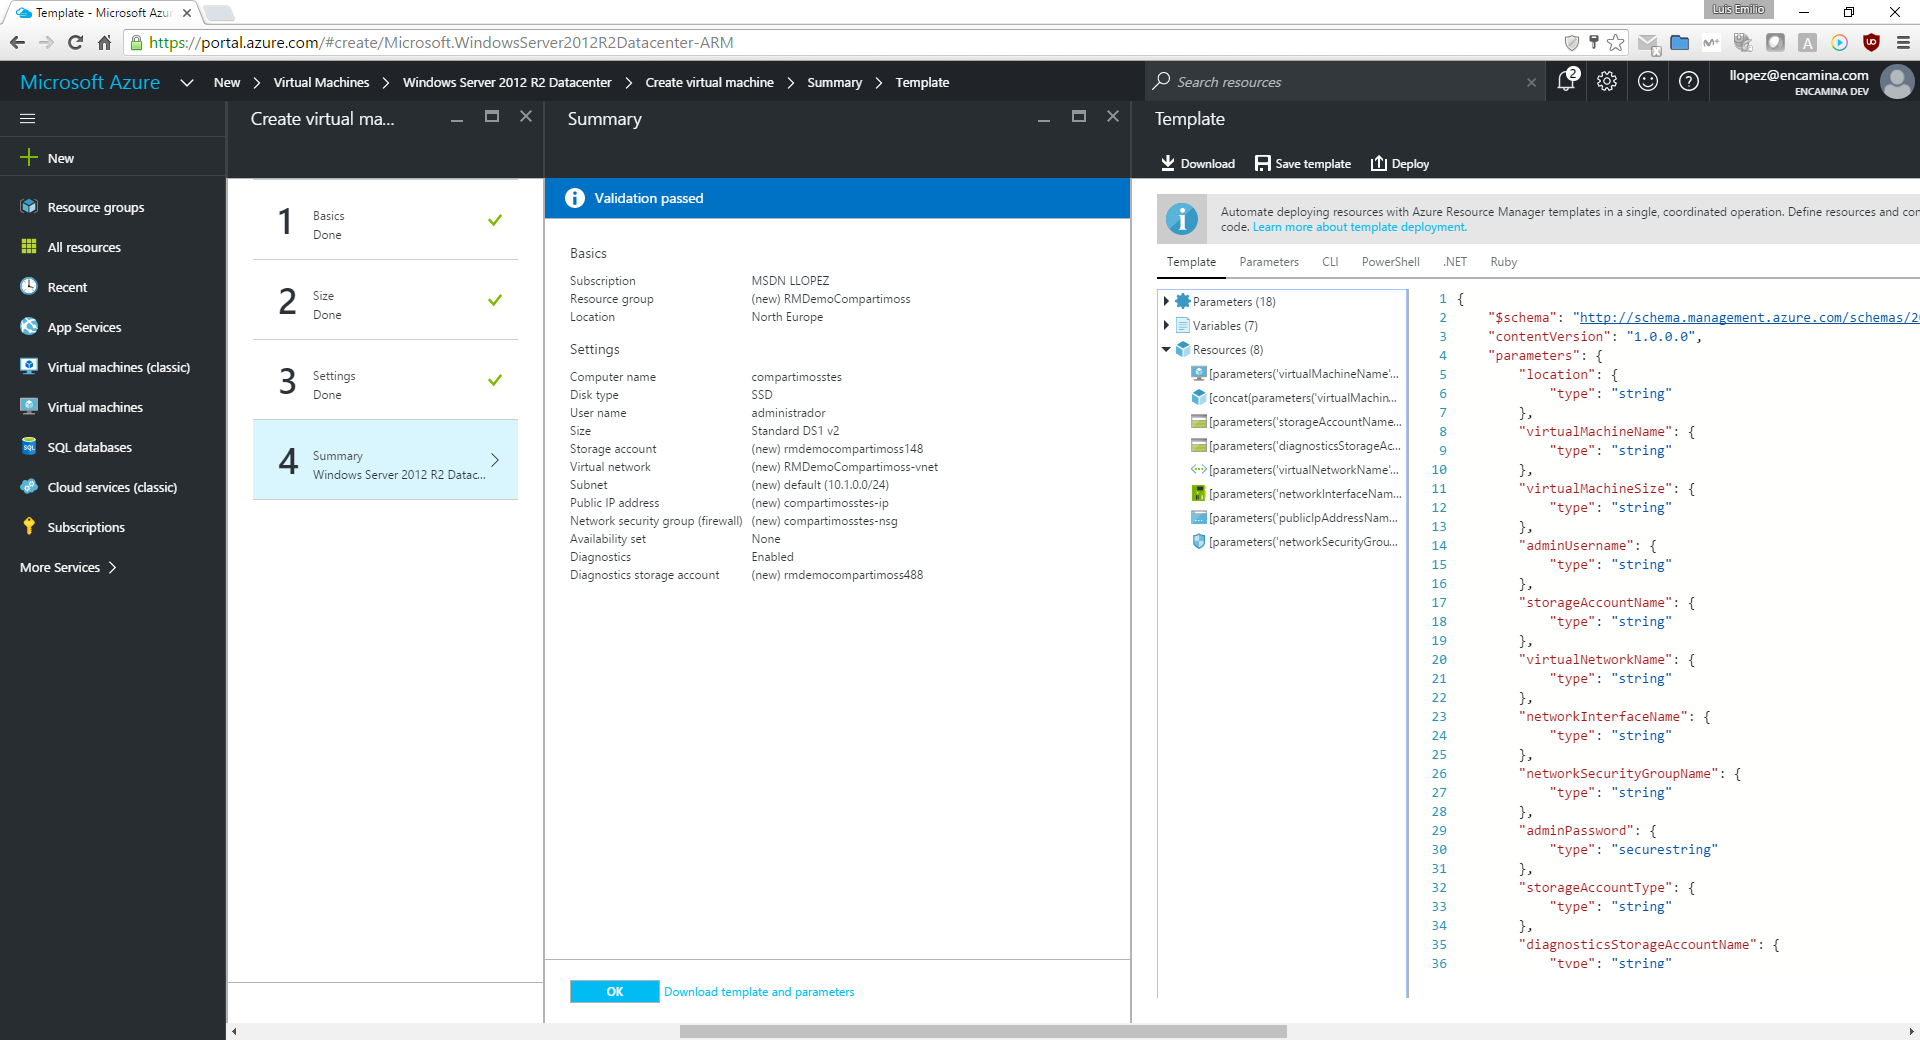 Template - Microsoft Azur
Luis Emilio
https://portal.azure.com/#create/Microsoft.WindowsServer2012R2Datacenter-ARM
Microsoft Azure
New
Virtual Machines
Windows Server 2012 R2 Datacenter
Create virtual machine
Summary
Template
Search resources
2
llopez@encamina.com
ENCAMINA DEV
New
Resource groups
All resources
Recent
App Services
Virtual machines (classic)
Virtual machines
SQL databases
Cloud services (classic)
Subscriptions
More Services
Create virtual ma...
1
Basics
Done
2
Size
Done
3
Settings
Done
4
Summary
Windows Server 2012 R2 Datac...
Summary
Validation passed
Basics
Subscription MSDN LLOPEZ
Resource group (new) RMDemoCompartimoss
Location North Europe
Settings
Computer name compartimosstes
Disk type SSD
User name administrador
Size Standard DS1 v2
Storage account (new) rmdemocompartimoss148
Virtual network (new) RMDemoCompartimoss-vnet
Subnet (new) default (10.1.0.0/24)
Public IP address (new) compartimosstes-ip
Network security group (firewall) (new) compartimosstes-nsg
Availability set None
Diagnostics Enabled
Diagnostics storage account (new) rmdemocompartimoss488
OK Download template and parameters
Template
Download Save template Deploy
Automate deploying resources with Azure Resource Manager templates in a single, coordinated operation. Define resources and con
code. Learn more about template deployment.
Template Parameters CLI PowerShell .NET Ruby
Parameters (18)
Variables (7)
Resources (8)
[parameters('virtualMachineName'...
[concat(parameters('virtualMachin...
[parameters('storageAccountName...
[parameters('diagnosticsStorageAc...
[parameters('virtualNetworkName'...
[parameters('networkInterfaceNam...
[parameters('publicIpAddressNam...
[parameters('networkSecurityGrou...
1 {
2 "$schema": "http://schema.management.azure.com/schemas/20
3 "contentVersion": "1.0.0.0",
4 "parameters": {
5 "location": {
6 "type": "string"
7 },
8 "virtualMachineName": {
9 "type": "string"
10 },
11 "virtualMachineSize": {
12 "type": "string"
13 },
14 "adminUsername": {
15 "type": "string"
16 },
17 "storageAccountName": {
18 "type": "string"
19 },
20 "virtualNetworkName": {
21 "type": "string"
22 },
23 "networkInterfaceName": {
24 "type": "string"
25 },
26 "networkSecurityGroupName": {
27 "type": "string"
28 },
29 "adminPassword": {
30 "type": "securestring"
31 },
32 "storageAccountType": {
33 "type": "string"
34 },
35 "diagnosticsStorageAccountName": {
36 "type": "string"